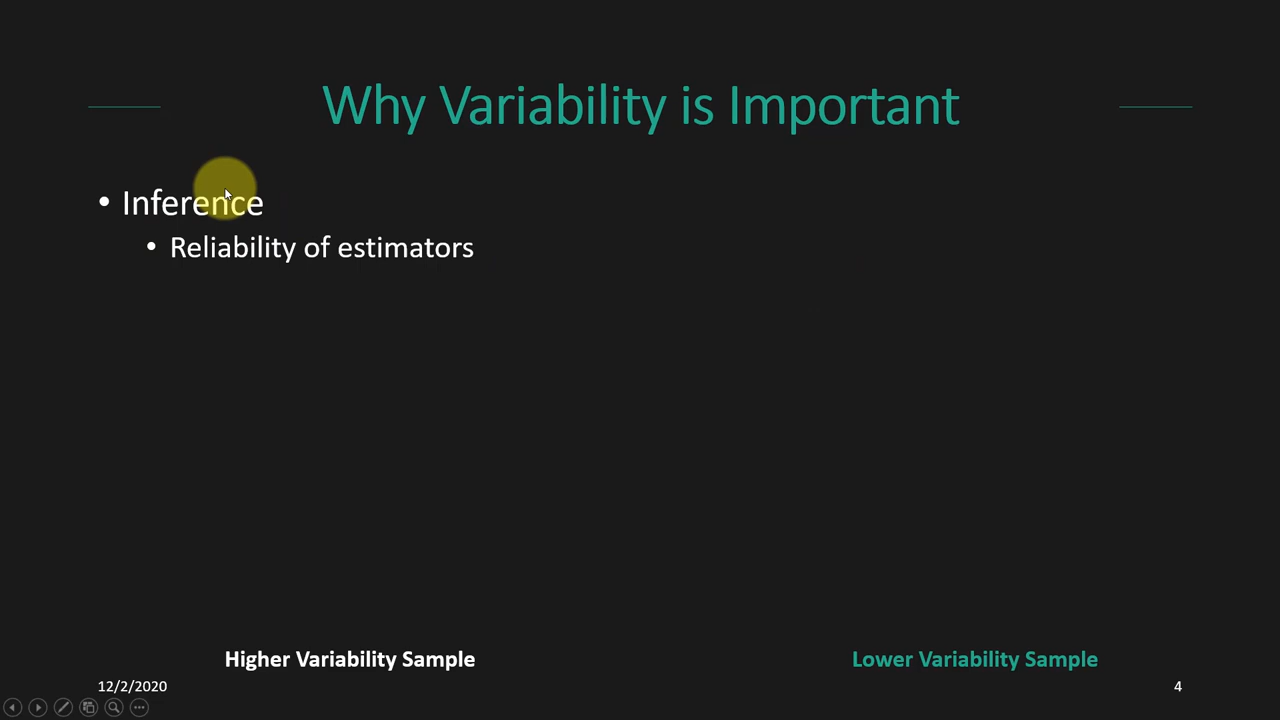 Why Variability is Important
• Inference
• Reliability of estimators
Higher Variability Sample
Lower Variability Sample
12/2/2020
4